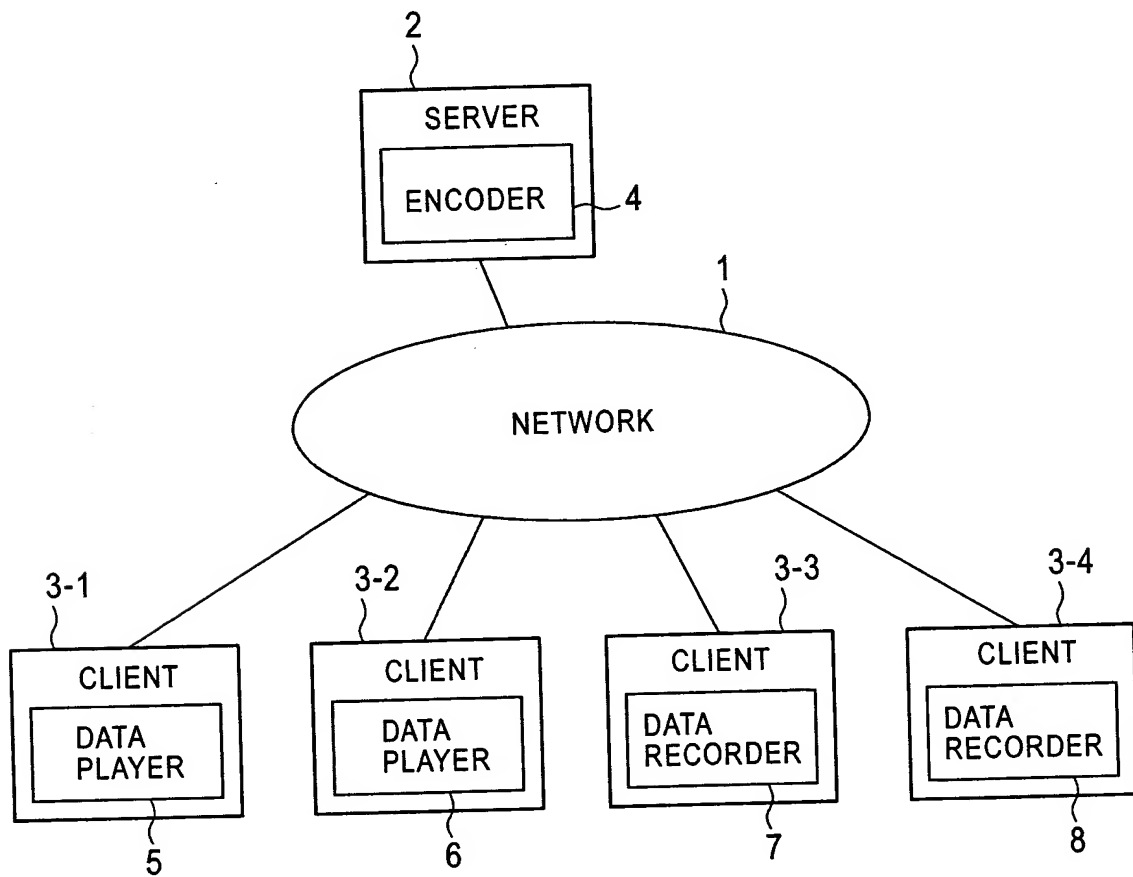 2
SERVER
ENCODER
4
1
NETWORK
3-1
3-2
3-3
3-4
CLIENT
DATA
PLAYER
5
CLIENT
DATA
PLAYER
6
CLIENT
DATA
RECORDER
7
CLIENT
DATA
RECORDER
8